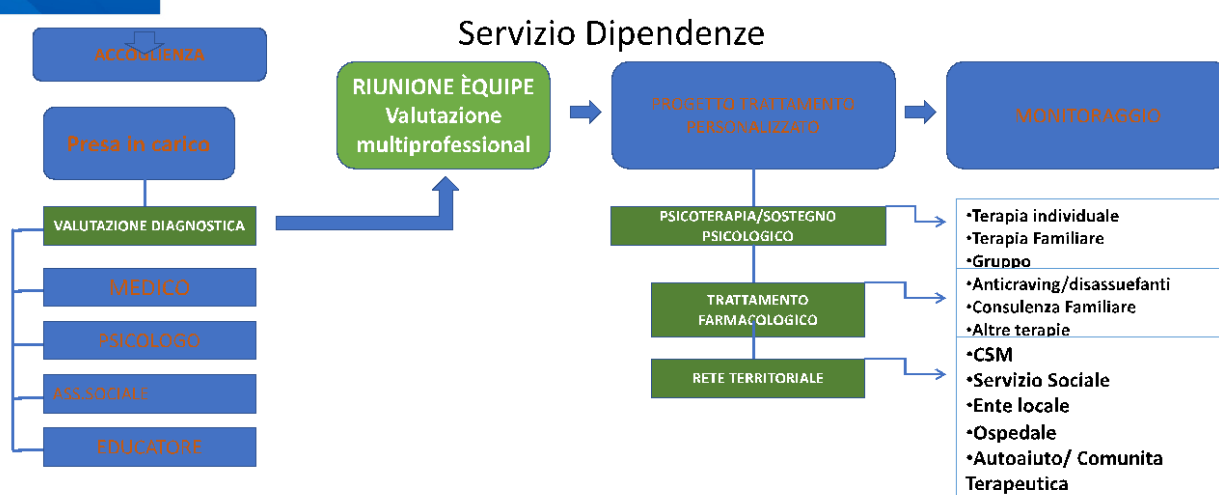 Servizio Dipendenze
ACCOGLIENZA
Presa in carico
VALUTAZIONE DIAGNOSTICA
MEDICO
PSICOLOGO
ASS.SOCIALE
EDUCATORE
RIUNIONE ÈQUIPE
Valutazione
multiprofessional
PROGETTO TRATTAMENTO
PERSONALIZZATO
MONITORAGGIO
PSICOTERAPIA/SOSTEGNO
PSICOLOGICO
•Terapia individuale
•Terapia Familiare
•Gruppo
TRATTAMENTO
FARMACOLOGICO
•Anticraving/disassuefanti
•Consulenza Familiare
•Altre terapie
RETE TERRITORIALE
•CSM
•Servizio Sociale
•Ente locale
•Ospedale
•Autoaiuto/ Comunita
Terapeutica